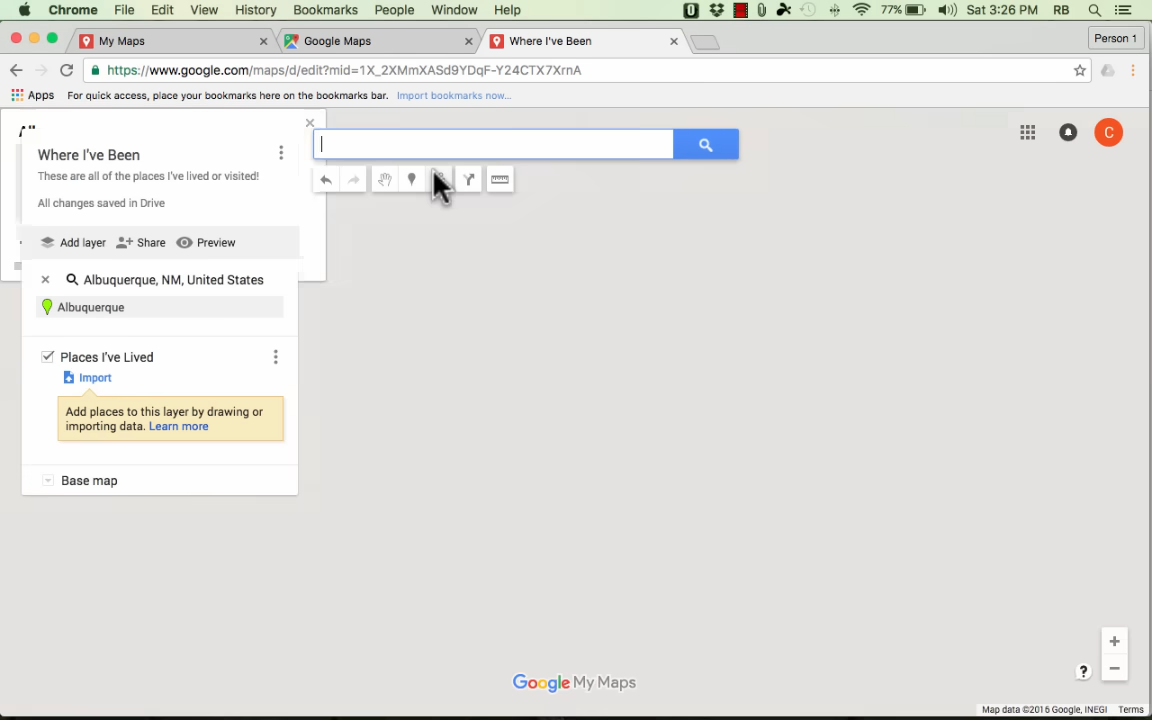 Chrome File Edit View History Bookmarks People Window Help 77% Sat 3:26 PM RB
My Maps Google Maps Where I've Been Person 1
https://www.google.com/maps/d/edit?mid=1X_2XMmXASd9YDqF-Y24CTX7XrnA
Apps For quick access, place your bookmarks here on the bookmarks bar. Import bookmarks now...
C
Where I've Been
These are all of the places I've lived or visited!
All changes saved in Drive
Add layer Share Preview
Albuquerque, NM, United States
Albuquerque
Places I've Lived
Import
Add places to this layer by drawing or
importing data. Learn more
Base map
Google My Maps
Map data ©2016 Google, INEGI Terms